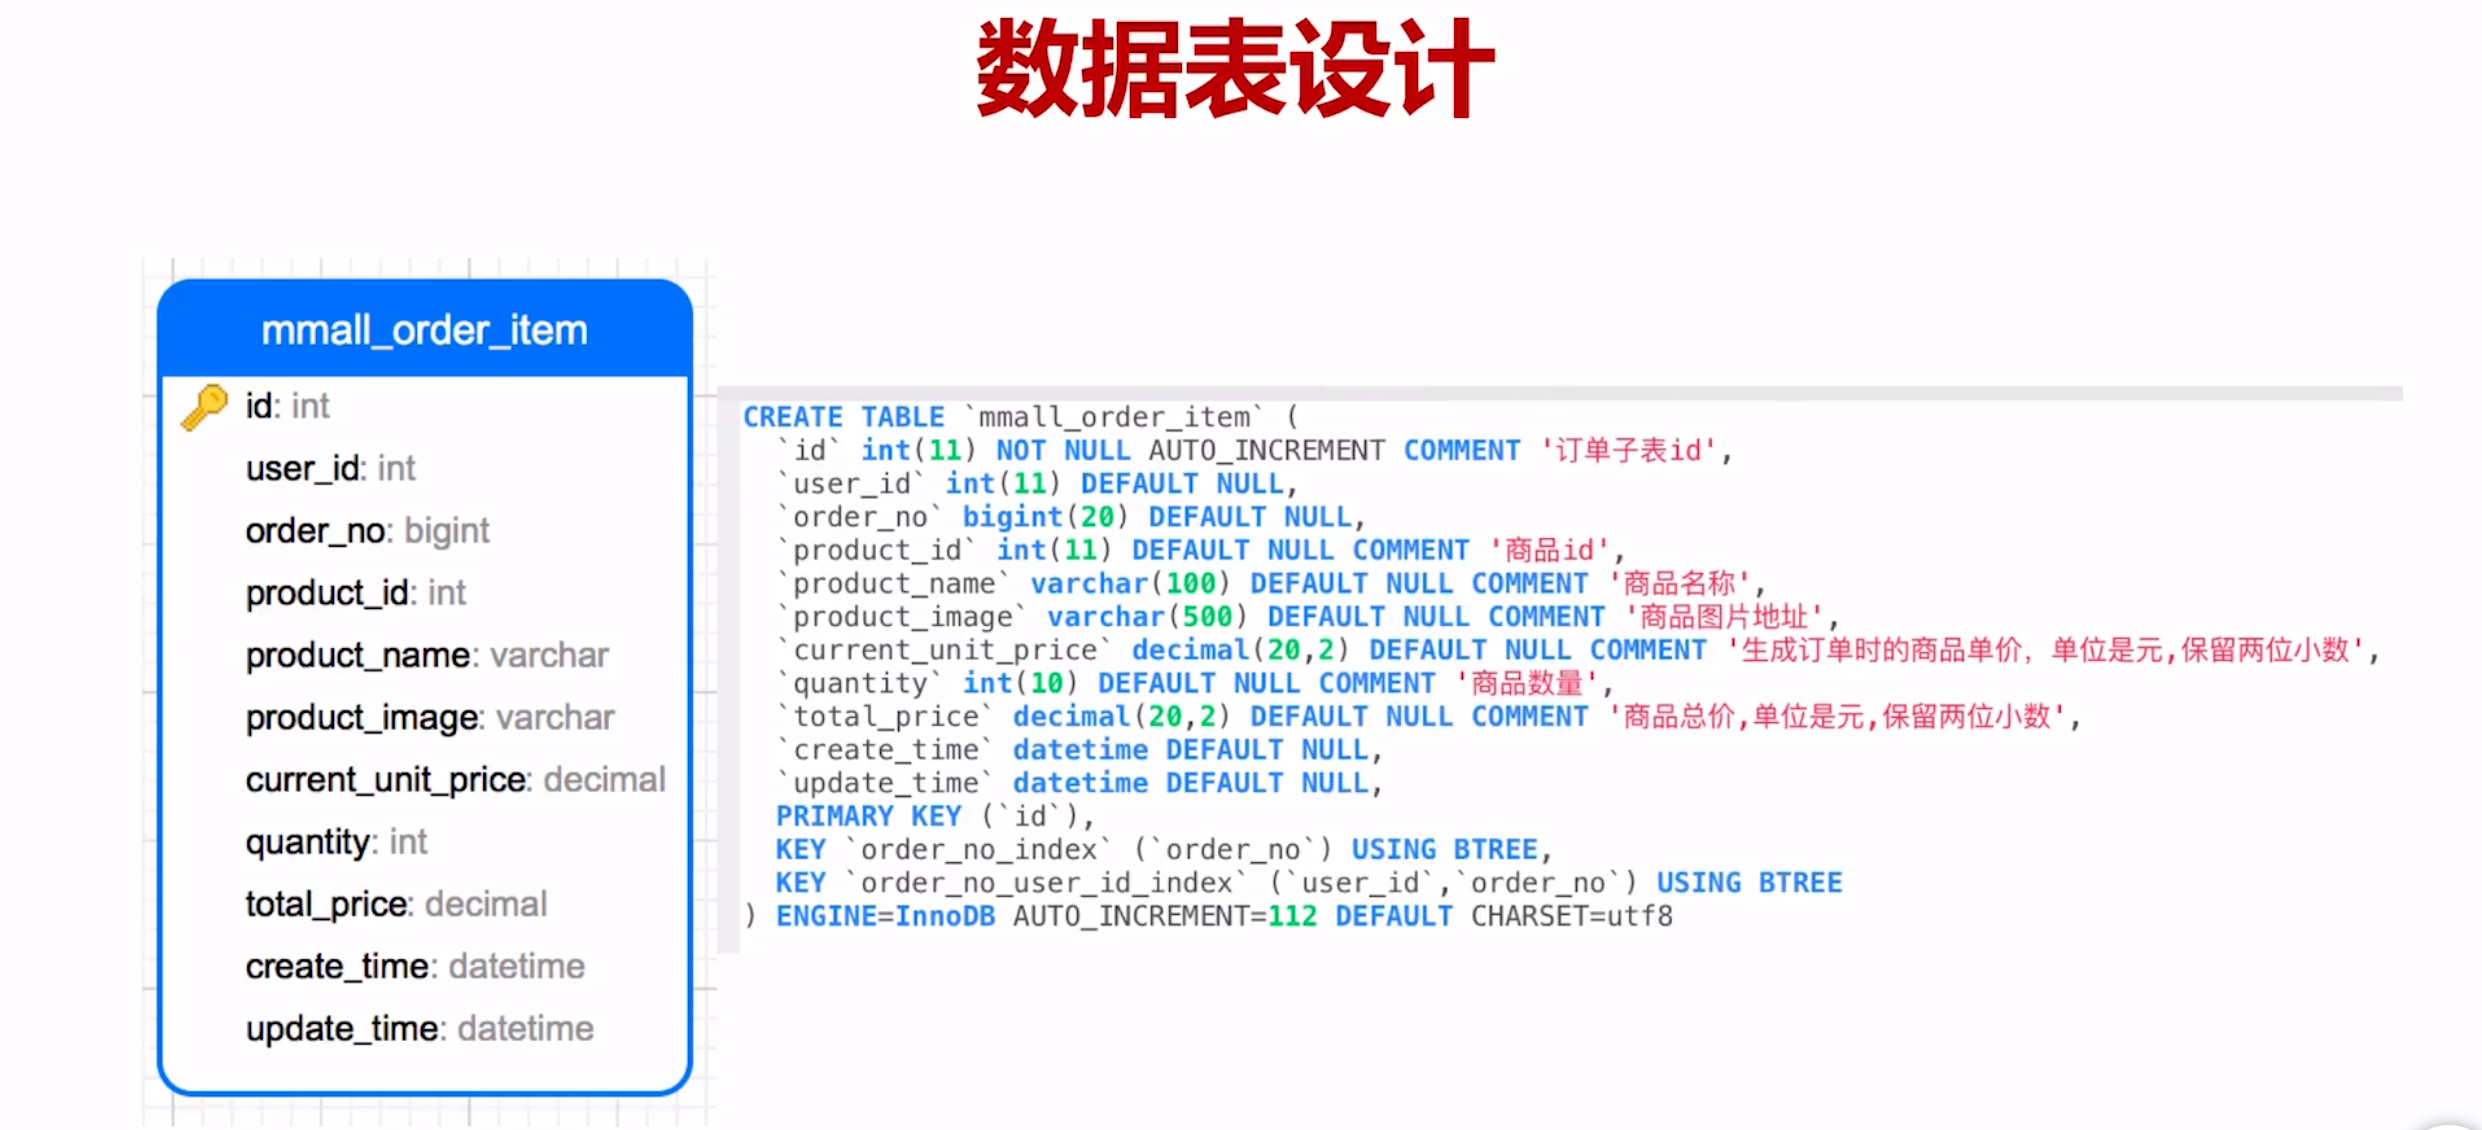 数据表设计
mmall_order_item
id: int
user_id: int
order_no: bigint
product_id: int
product_name: varchar
product_image: varchar
current_unit_price: decimal
quantity: int
total_price: decimal
create_time: datetime
update_time: datetime
CREATE TABLE `mmall_order_item` (
  `id` int(11) NOT NULL AUTO_INCREMENT COMMENT '订单子表id',
  `user_id` int(11) DEFAULT NULL,
  `order_no` bigint(20) DEFAULT NULL,
  `product_id` int(11) DEFAULT NULL COMMENT '商品id',
  `product_name` varchar(100) DEFAULT NULL COMMENT '商品名称',
  `product_image` varchar(500) DEFAULT NULL COMMENT '商品图片地址',
  `current_unit_price` decimal(20,2) DEFAULT NULL COMMENT '生成订单时的商品单价，单位是元,保留两位小数',
  `quantity` int(10) DEFAULT NULL COMMENT '商品数量',
  `total_price` decimal(20,2) DEFAULT NULL COMMENT '商品总价,单位是元,保留两位小数',
  `create_time` datetime DEFAULT NULL,
  `update_time` datetime DEFAULT NULL,
  PRIMARY KEY (`id`),
  KEY `order_no_index` (`order_no`) USING BTREE,
  KEY `order_no_user_id_index` (`user_id`,`order_no`) USING BTREE
) ENGINE=InnoDB AUTO_INCREMENT=112 DEFAULT CHARSET=utf8